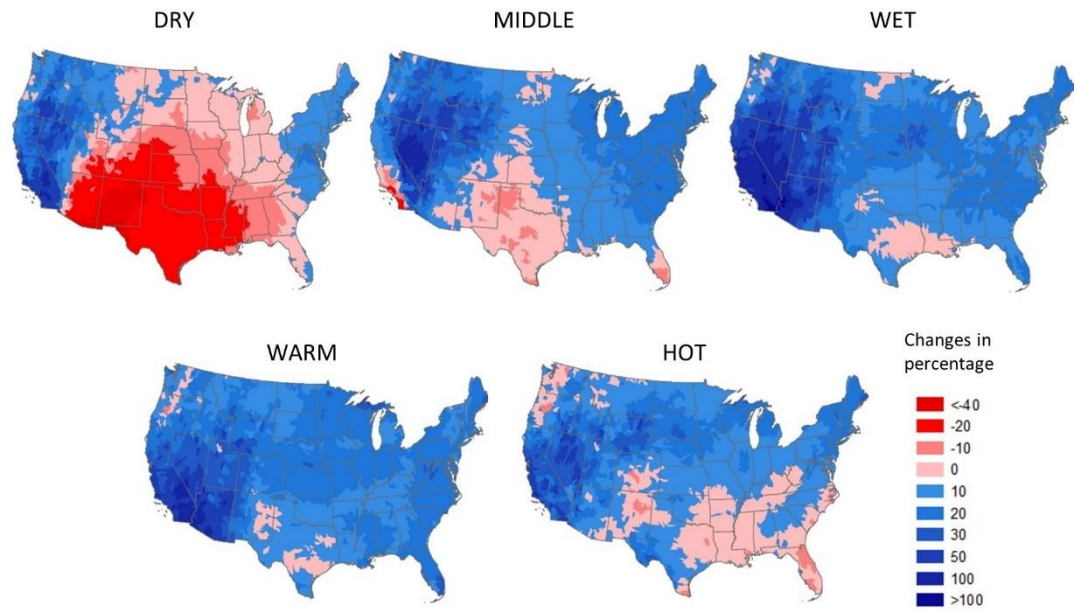 DRY
MIDDLE
WET
WARM
HOT
Changes in
percentage
<-40
-20
-10
0
10
20
30
50
100
>100